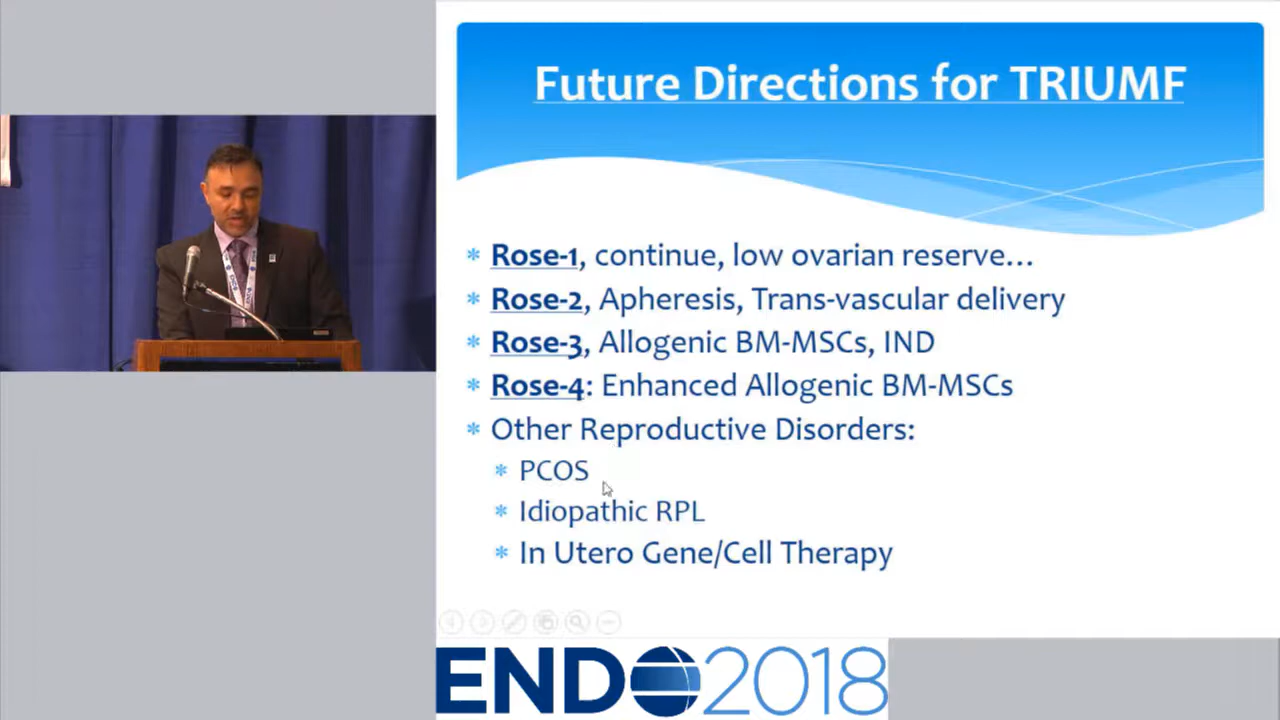 Future Directions for TRIUMF
Rose-1, continue, low ovarian reserve…
Rose-2, Apheresis, Trans-vascular delivery
Rose-3, Allogenic BM-MSCs, IND
Rose-4: Enhanced Allogenic BM-MSCs
Other Reproductive Disorders:
PCOS
Idiopathic RPL
In Utero Gene/Cell Therapy
ENDO2018